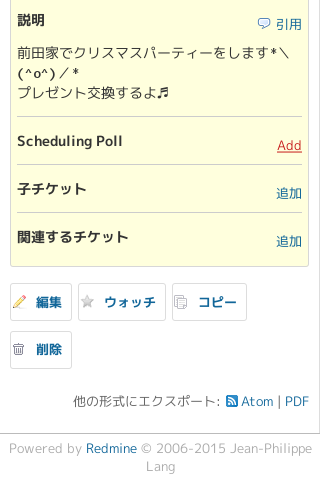 説明
引用
前田家でクリスマスパーティーをします*＼
(^o^)／*
プレゼント交換するよ♬
Scheduling Poll
Add
子チケット
追加
関連するチケット
追加
編集
ウォッチ
コピー
削除
他の形式にエクスポート: Atom | PDF
Powered by Redmine © 2006-2015 Jean-Philippe
Lang